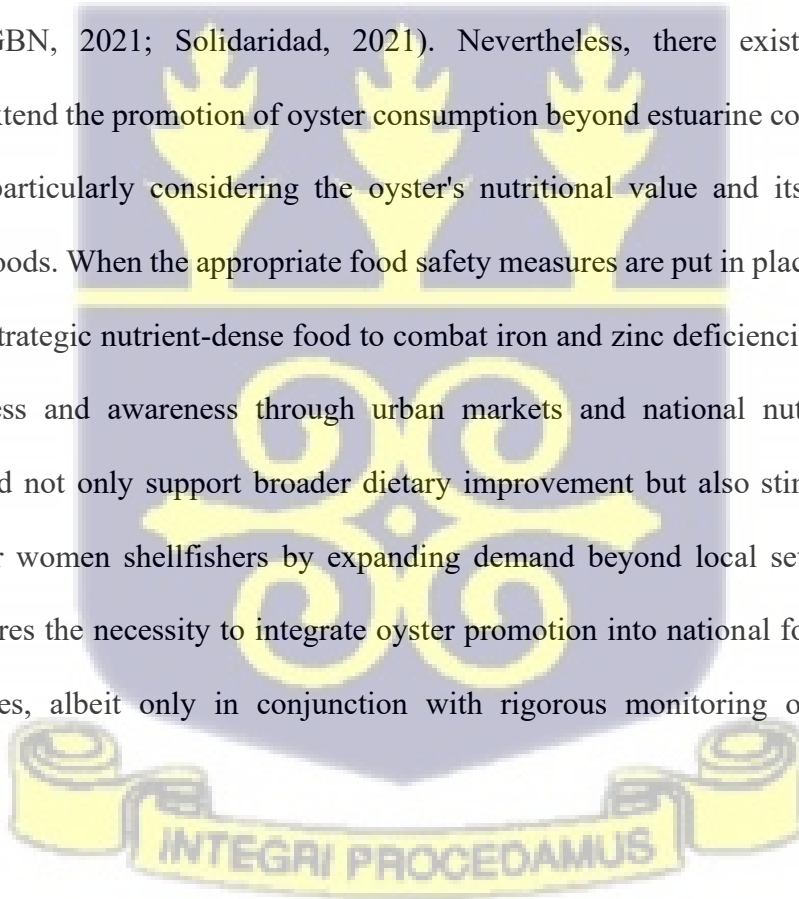 GBN, 2021; Solidaridad, 2021). Nevertheless, there exist
tend the promotion of oyster consumption beyond estuarine co
particularly considering the oyster's nutritional value and its
oods. When the appropriate food safety measures are put in plac
trategic nutrient-dense food to combat iron and zinc deficienci
ess and awareness through urban markets and national nut
d not only support broader dietary improvement but also stir
r women shellfishers by expanding demand beyond local se
res the necessity to integrate oyster promotion into national fo
es, albeit only in conjunction with rigorous monitoring o
INTEGRI PROCEDAMUS